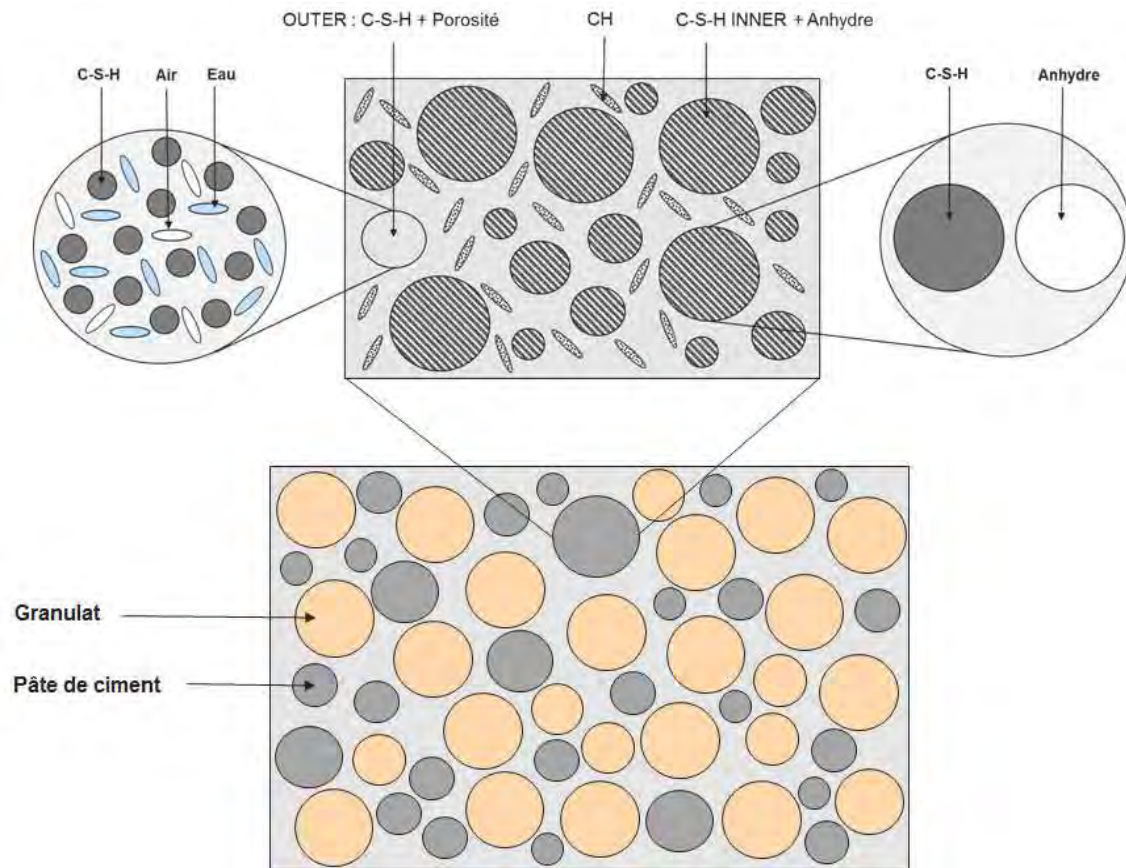 OUTER : C-S-H + Porosité
CH
C-S-H INNER + Anhydre
C-S-H
Air
Eau
C-S-H
Anhydre
Granulat
Pâte de ciment